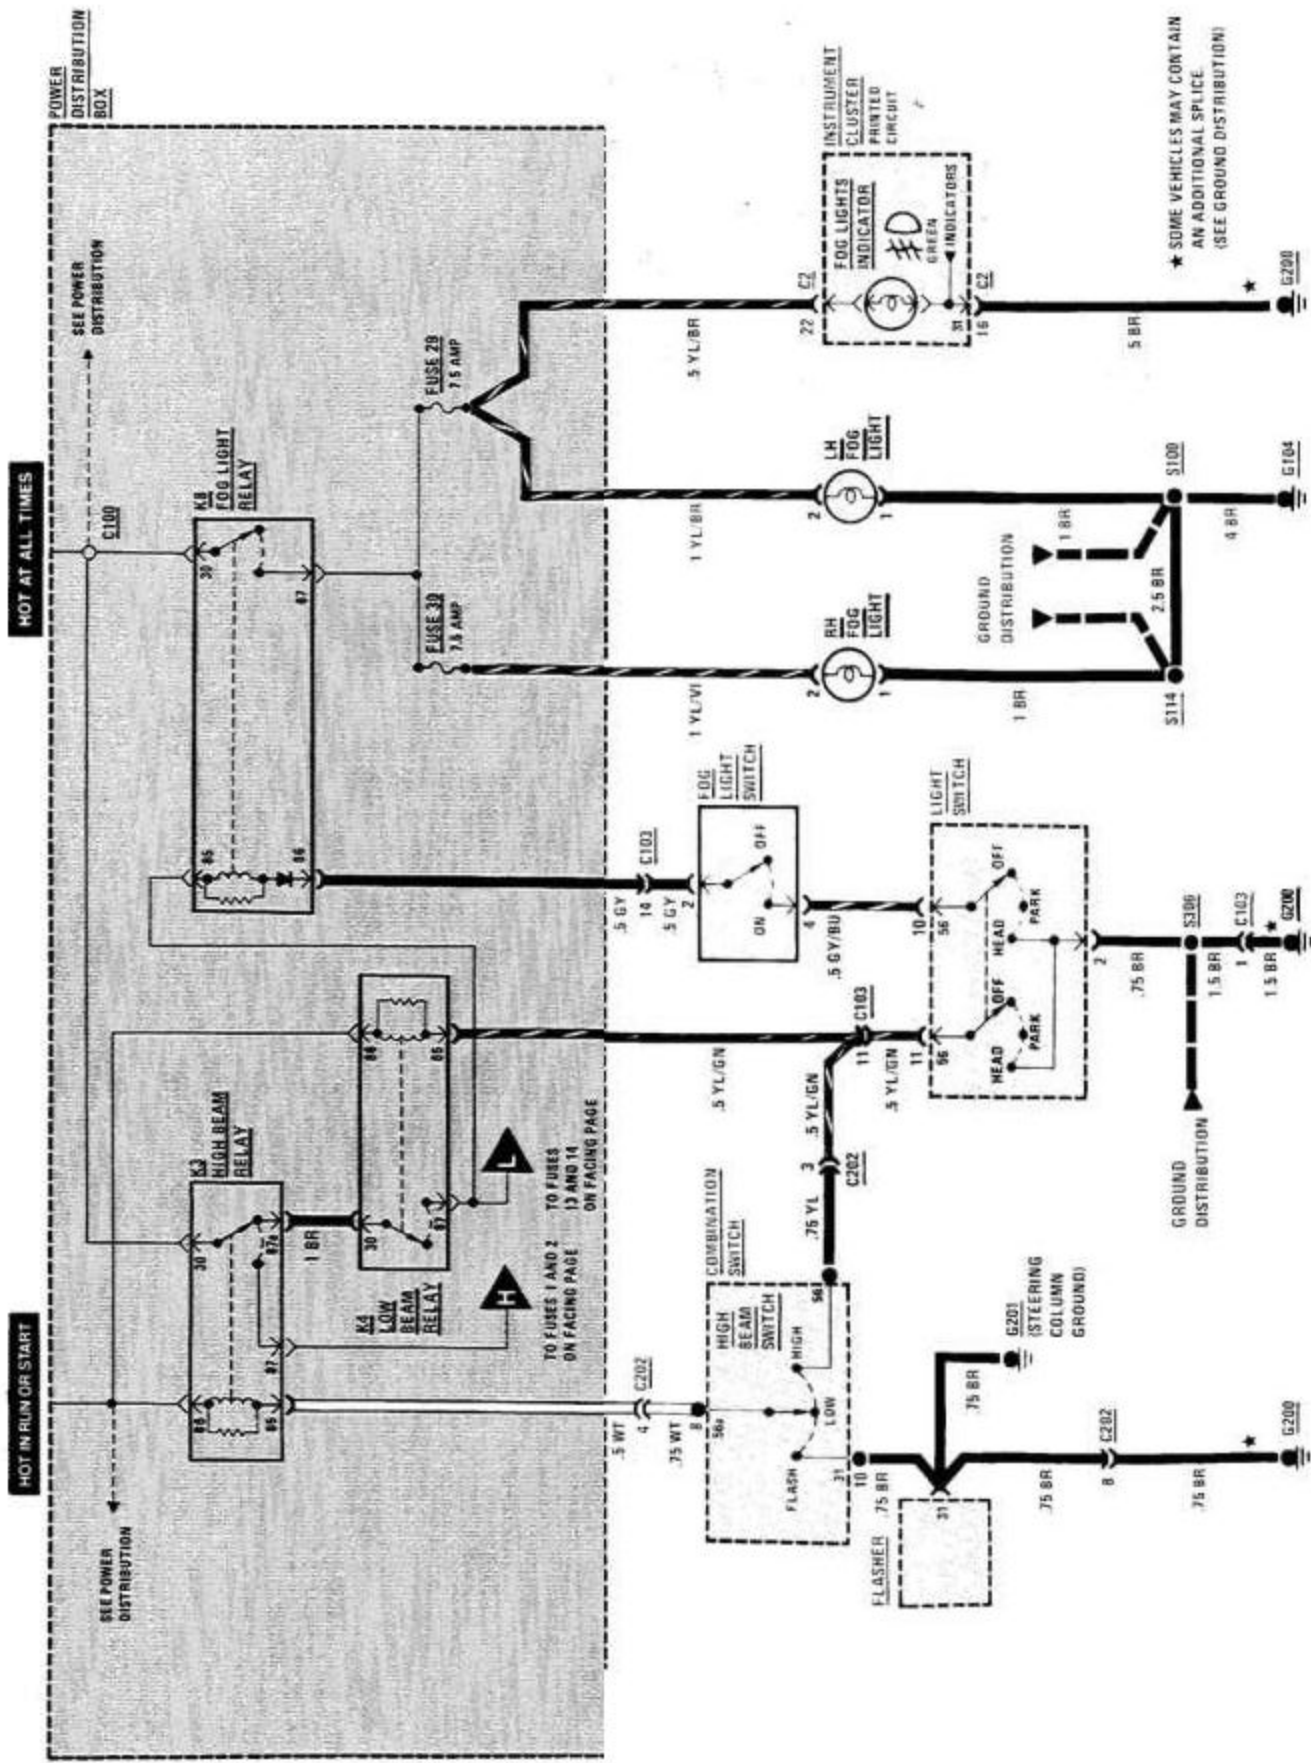 HOT IN RUN OR START
HOT AT ALL TIMES
POWER
DISTRIBUTION
BOX
SEE POWER
DISTRIBUTION
SEE POWER
DISTRIBUTION
C100
K3
HIGH BEAM
RELAY
K8
FOG LIGHT
RELAY
86
30
85
30
85
87
87a
86
87
1 BR
86
30
K4
LOW
BEAM
RELAY
87
85
FUSE 30
7.5 AMP
FUSE 29
7.5 AMP
H
L
TO FUSES 1 AND 2
ON FACING PAGE
TO FUSES
13 AND 14
ON FACING PAGE
.5 WT
4
C202
.75 WT
8
.5 YL/GN
.5 GY
14
C103
.5 GY
2
1 YL/VI
1 YL/BR
.5 YL/BR
COMBINATION
SWITCH
56a
HIGH
BEAM
SWITCH
FLASH
LOW
HIGH
31
56
.75 YL
3
C202
.5 YL/GN
11
C103
.5 YL/GN
11
FOG
LIGHT
SWITCH
ON
OFF
4
.5 GY/BU
10
2
RH
FOG
LIGHT
1
2
LH
FOG
LIGHT
1
22
C2
INSTRUMENT
CLUSTER
PRINTED
CIRCUIT
FOG LIGHTS
INDICATOR
GREEN
INDICATORS
31
16
C2
10
.75 BR
FLASHER
31
.75 BR
G201
(STEERING
COLUMN
GROUND)
.75 BR
8
C202
.75 BR
★
G200
LIGHT
SWITCH
56
56
HEAD
OFF
PARK
HEAD
OFF
PARK
2
.75 BR
GROUND
DISTRIBUTION
S306
1.5 BR
1
C103
1.5 BR
★
G200
1 BR
GROUND
DISTRIBUTION
1 BR
2.5 BR
S114
S100
4 BR
G104
.5 BR
★
G200
★ SOME VEHICLES MAY CONTAIN
AN ADDITIONAL SPLICE.
(SEE GROUND DISTRIBUTION)